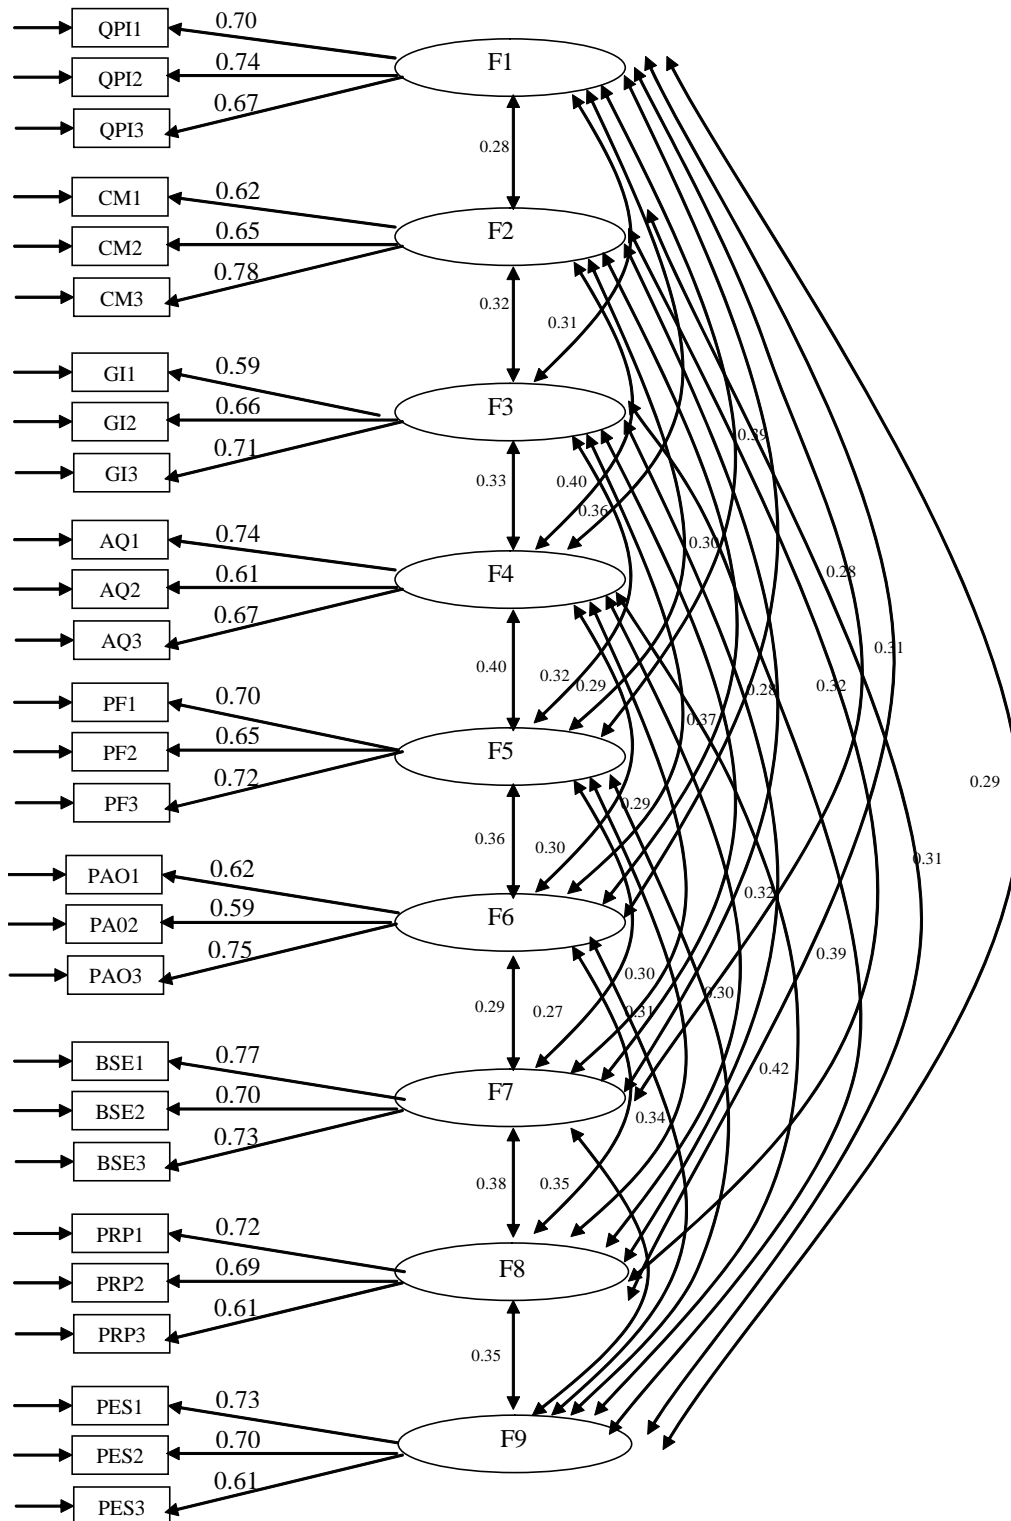 0.70
QPI1
F1
0.74
QPI2
0.67
QPI3
0.28
0.62
CM1
F2
0.65
CM2
0.78
CM3
0.32
0.31
0.59
GI1
F3
0.66
GI2
0.39
0.71
GI3
0.33
0.40
0.36
0.74
AQ1
0.30
F4
0.61
AQ2
0.28
0.67
AQ3
0.31
0.40
0.32
0.29
0.32
0.28
0.70
PF1
0.37
0.65
PF2
F5
0.72
PF3
0.29
0.29
0.36
0.30
0.31
0.62
PAO1
0.32
0.59
PA02
F6
0.75
PAO3
0.39
0.30
0.30
0.29
0.27
0.31
0.77
BSE1
0.42
0.70
BSE2
F7
0.34
0.73
BSE3
0.38
0.35
0.72
PRP1
0.69
PRP2
F8
0.61
PRP3
0.35
0.73
PES1
0.70
PES2
F9
0.61
PES3